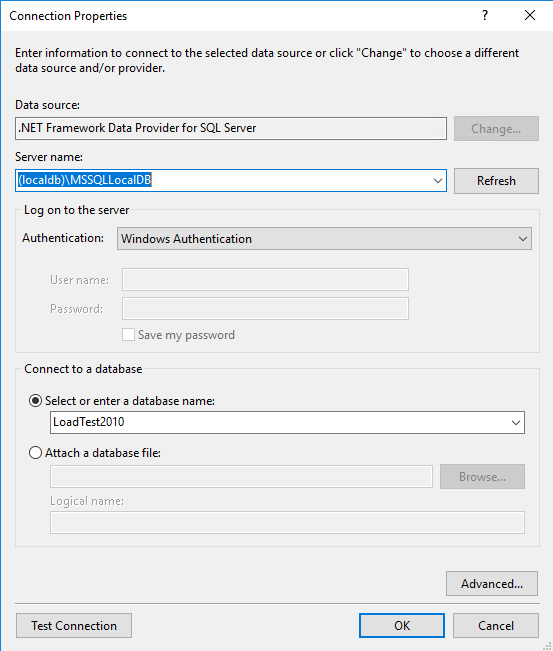 Connection Properties
?
Enter information to connect to the selected data source or click "Change" to choose a different
data source and/or provider.
Data source:
.NET Framework Data Provider for SQL Server
Change...
Server name:
(localdb)\MSSQLLocalDB
Refresh
Log on to the server
Authentication:
Windows Authentication
User name:
Password:
Save my password
Connect to a database
Select or enter a database name:
LoadTest2010
Attach a database file:
Browse...
Logical name:
Advanced...
Test Connection
OK
Cancel